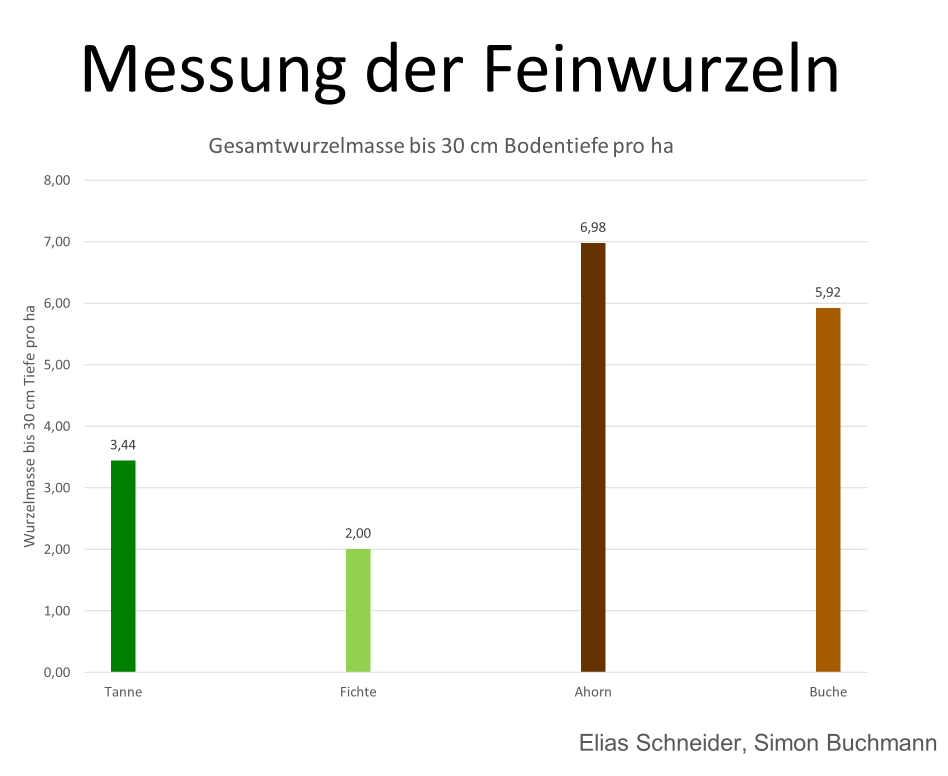 Messung der Feinwurzeln
Gesamtwurzelmasse bis 30 cm Bodentiefe pro ha
Wurzelmasse bis 30 cm Tiefe pro ha
8,00
7,00
6,00
5,00
4,00
3,00
2,00
1,00
0,00
3,44
2,00
6,98
5,92
Tanne Fichte Ahorn Buche
Elias Schneider, Simon Buchmann